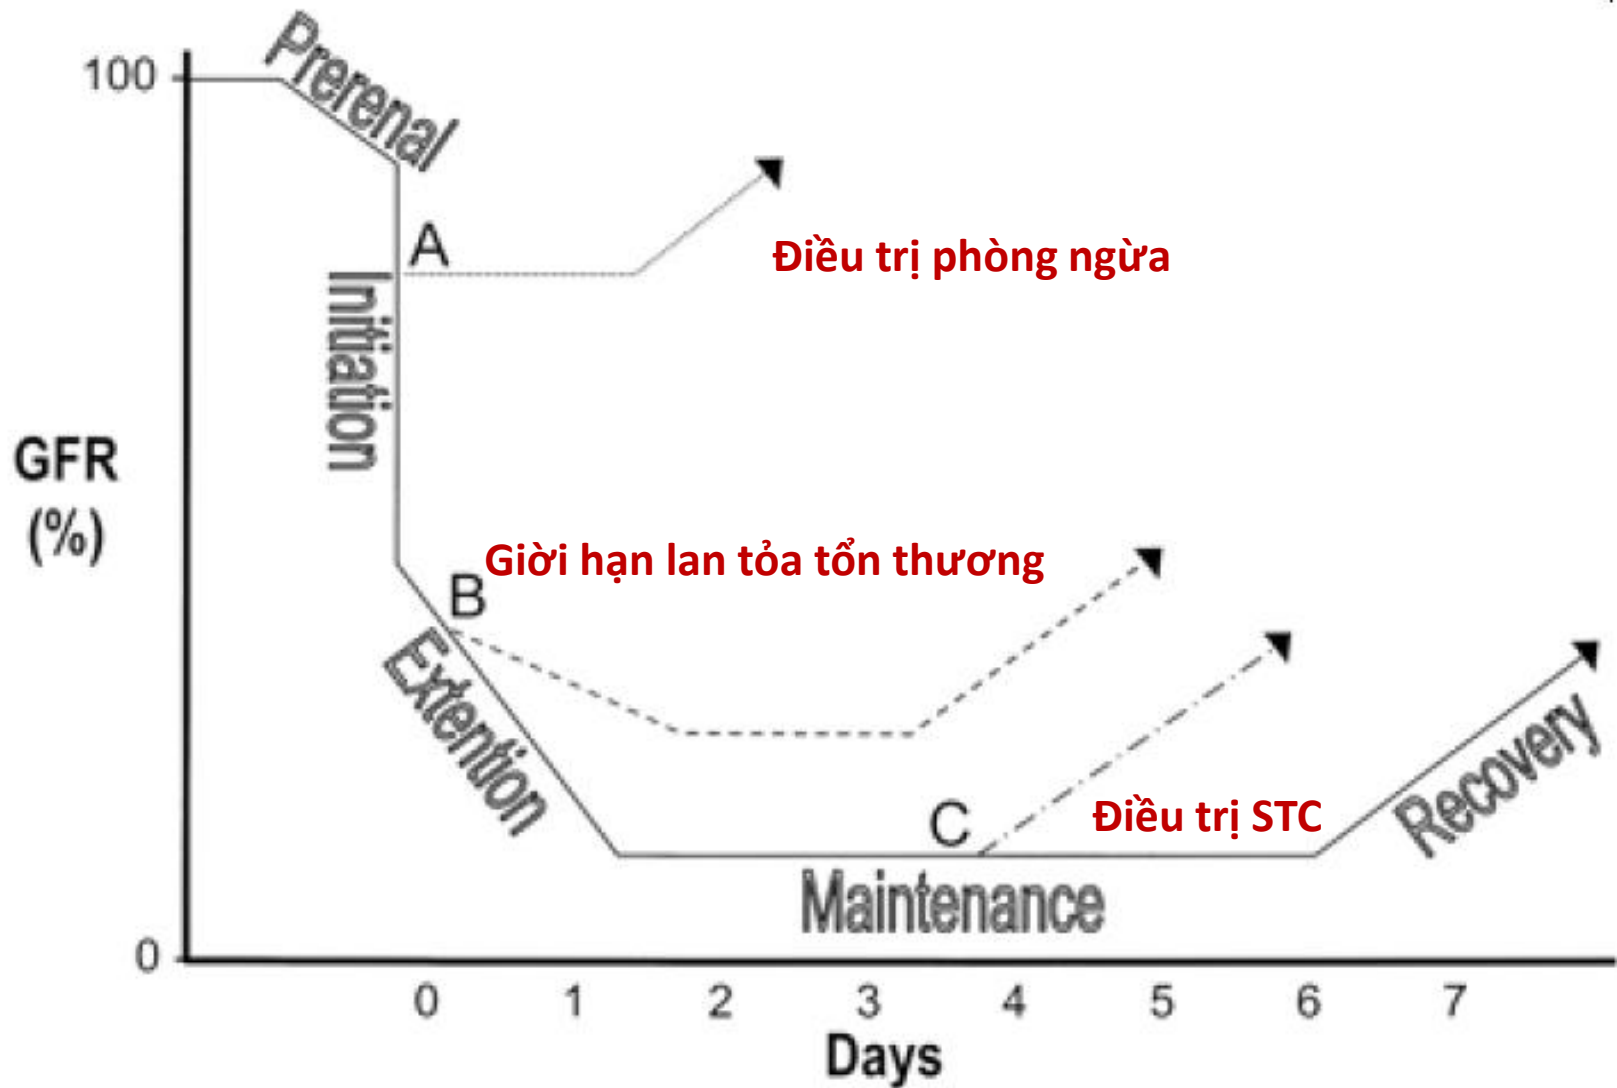 100
Prerenal
A
Điều trị phòng ngừa
Initiation
GFR
(%)
Giời hạn lan tỏa tổn thương
B
Extention
C
Điều trị STC
Recovery
Maintenance
0
0 1 2 3 4 5 6 7
Days